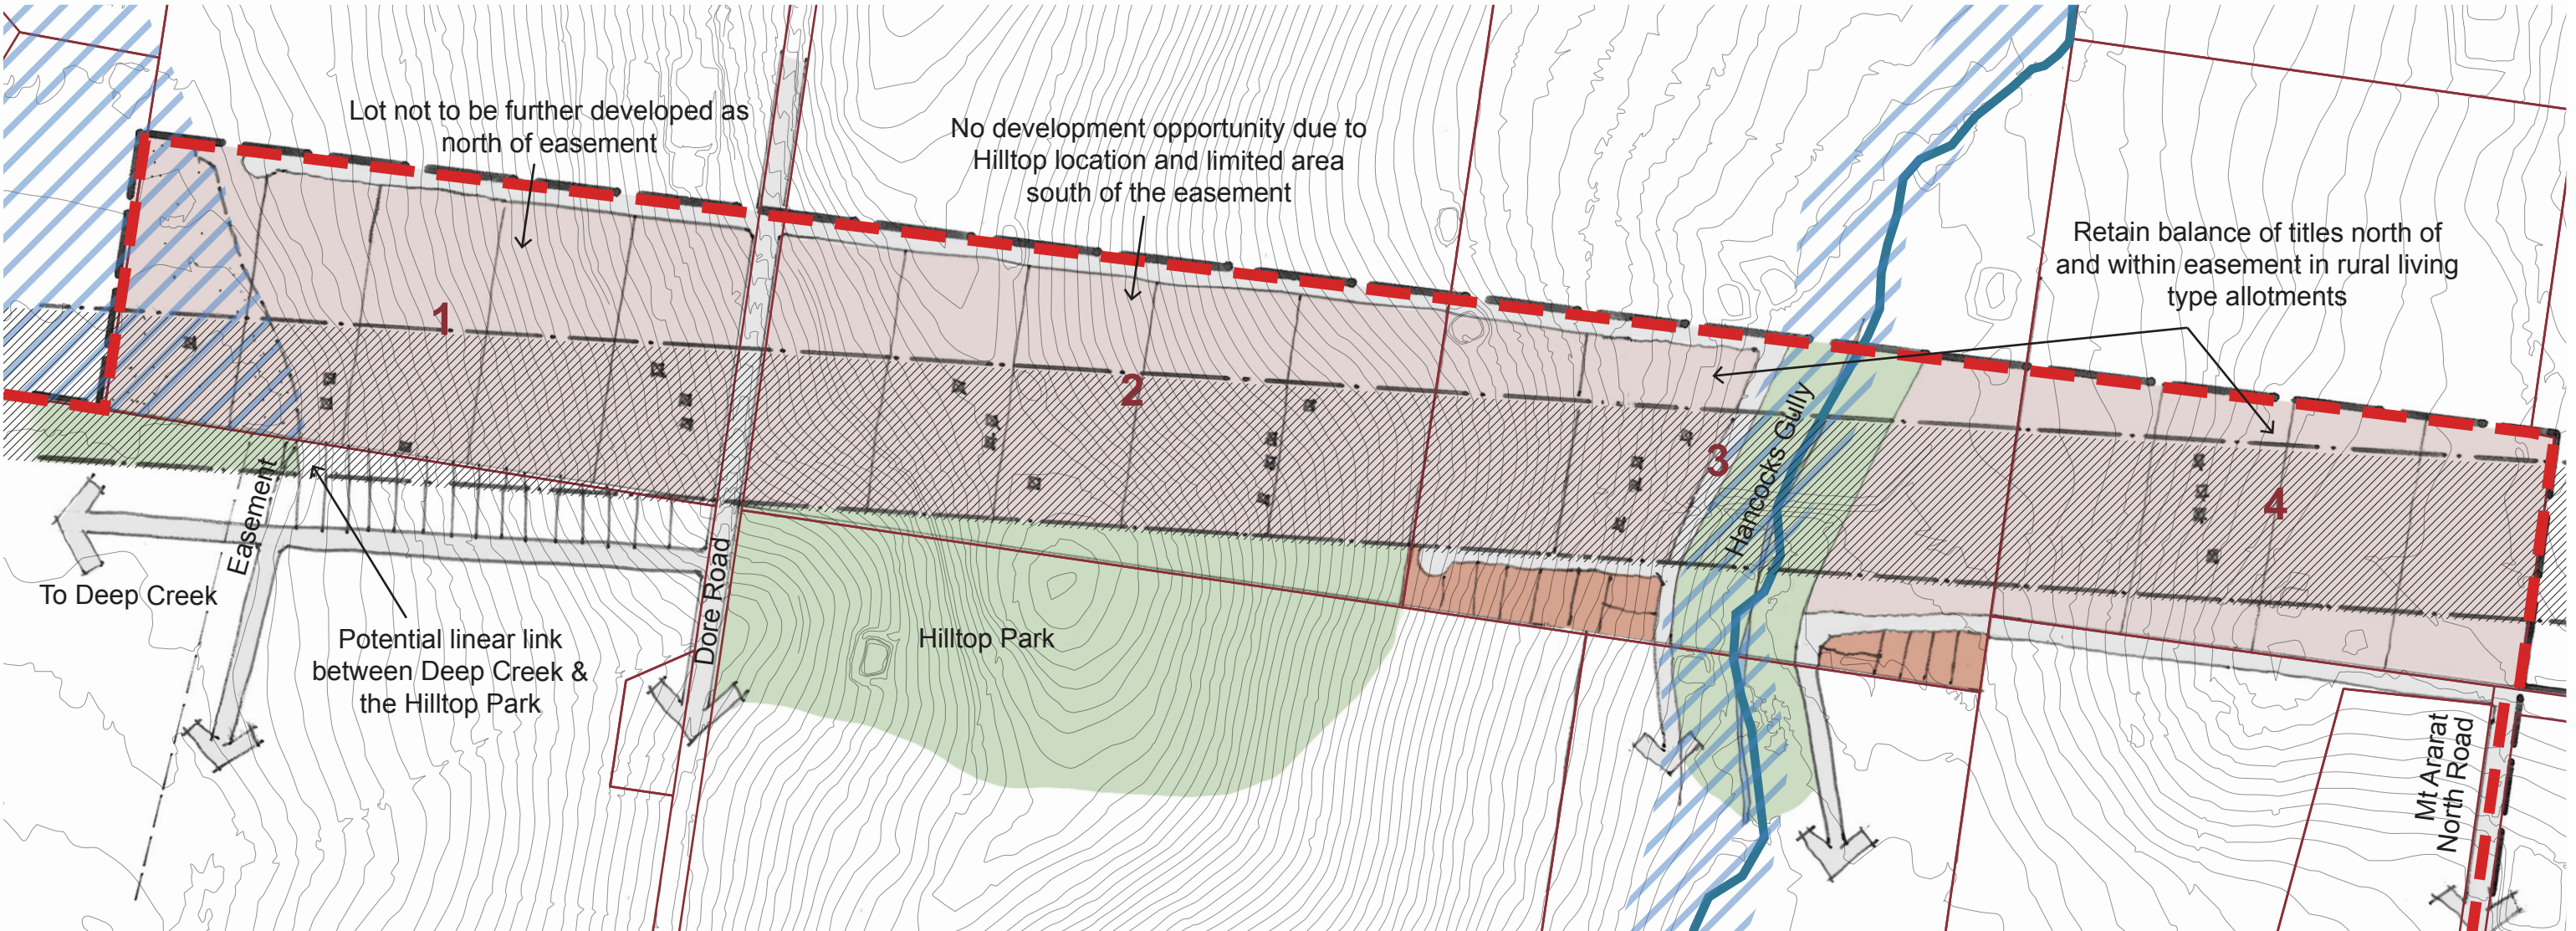 Lot not to be further developed as
north of easement
No development opportunity due to
Hilltop location and limited area
south of the easement
Retain balance of titles north of
and within easement in rural living
type allotments
1
2
3
4
Hancocks Gully
Easement
Dore Road
To Deep Creek
Potential linear link
between Deep Creek &
the Hilltop Park
Hilltop Park
Mt Ararat
North Road